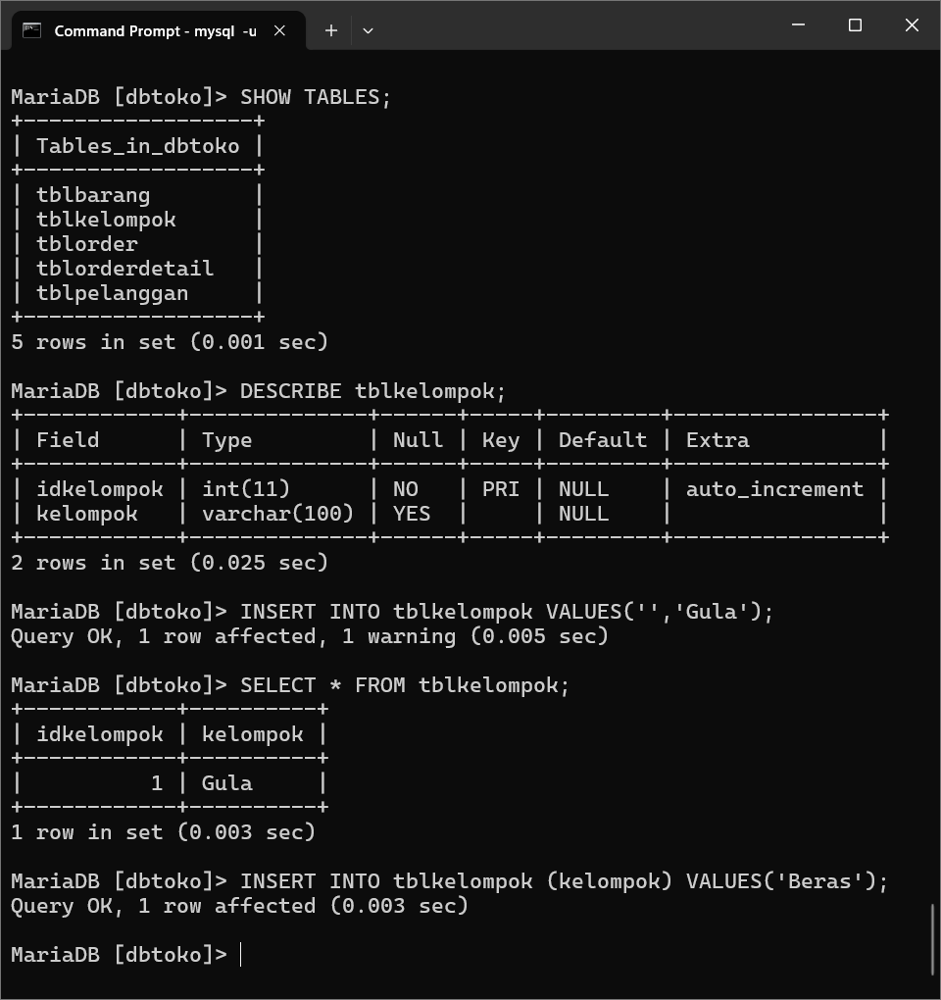 Command Prompt - mysql  -u
MariaDB [dbtoko]> SHOW TABLES;
+------------------+
| Tables_in_dbtoko |
+------------------+
| tblbarang        |
| tblkelompok      |
| tblorder         |
| tblorderdetail   |
| tblpelanggan     |
+------------------+
5 rows in set (0.001 sec)
MariaDB [dbtoko]> DESCRIBE tblkelompok;
+------------+--------------+------+-----+---------+----------------+
| Field      | Type         | Null | Key | Default | Extra          |
+------------+--------------+------+-----+---------+----------------+
| idkelompok | int(11)      | NO   | PRI | NULL    | auto_increment |
| kelompok   | varchar(100) | YES  |     | NULL    |                |
+------------+--------------+------+-----+---------+----------------+
2 rows in set (0.025 sec)
MariaDB [dbtoko]> INSERT INTO tblkelompok VALUES('','Gula');
Query OK, 1 row affected, 1 warning (0.005 sec)
MariaDB [dbtoko]> SELECT * FROM tblkelompok;
+------------+----------+
| idkelompok | kelompok |
+------------+----------+
|          1 | Gula     |
+------------+----------+
1 row in set (0.003 sec)
MariaDB [dbtoko]> INSERT INTO tblkelompok (kelompok) VALUES('Beras');
Query OK, 1 row affected (0.003 sec)
MariaDB [dbtoko]>